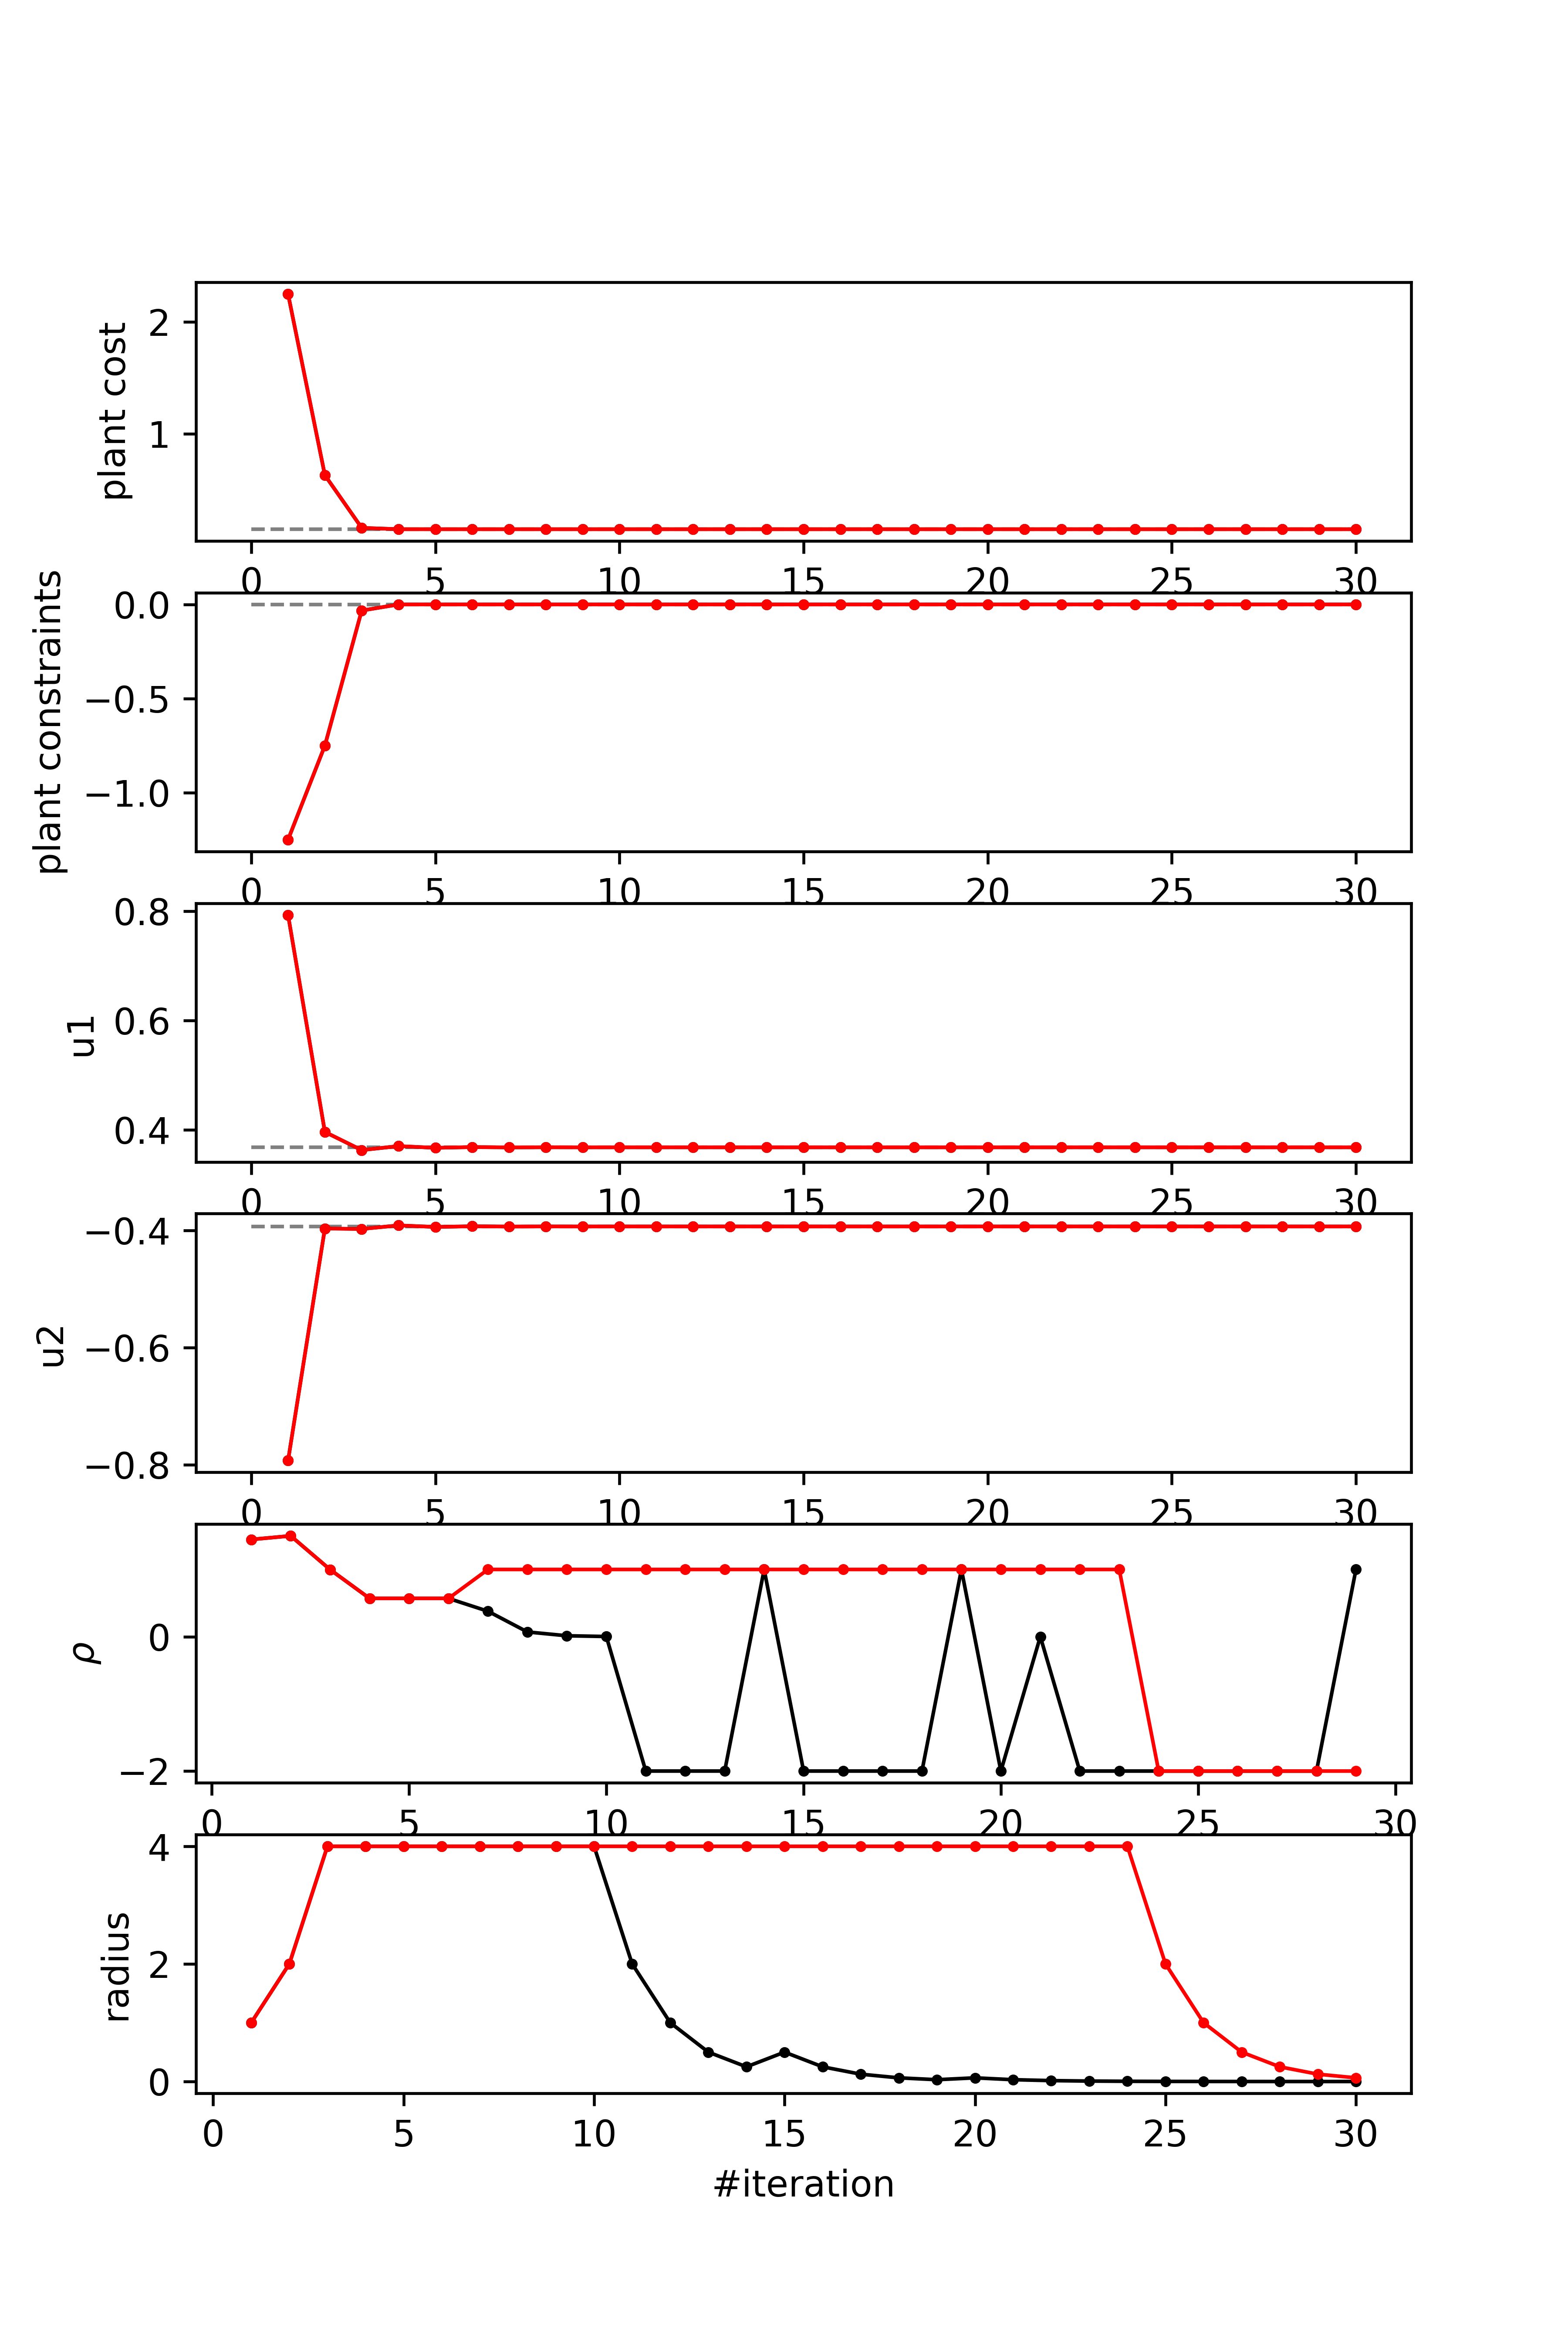 plant cost
2
1
0 5 10 15 20 25 30
plant constraints
0.0
−0.5
−1.0
0 5 10 15 20 25 30
u1
0.8
0.6
0.4
0 5 10 15 20 25 30
u2
−0.4
−0.6
−0.8
0 5 10 15 20 25 30
ρ
0
−2
0 5 10 15 20 25 30
radius
4
2
0
0 5 10 15 20 25 30
#iteration